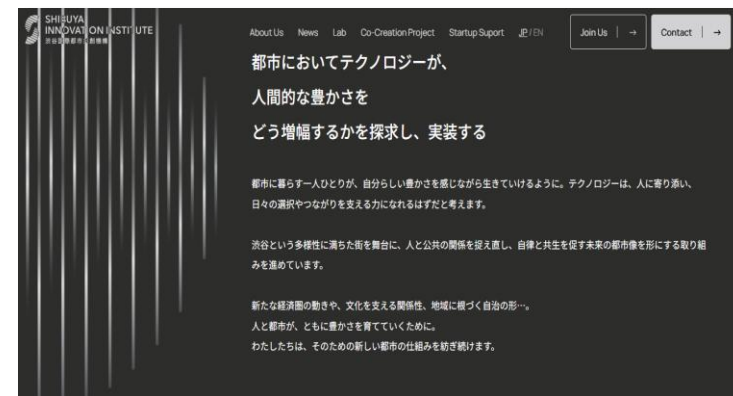 SHIBUYA
INNOVATION INSTITUTE
About Us News Lab Co-Creation Project Startup Suport JP / EN Join Us | → Contact | →
都市においてテクノロジーが、
人間的な豊かさを
どう増幅するかを探求し、実装する
都市に暮らす一人ひとりが、自分らしい豊かさを感じながら生きていけるように。テクノロジーは、人に寄り添い、
日々の選択やつながりを支える力になれるはずだと考えます。
渋谷という多様性に満ちた街を舞台に、人と公共の関係を捉え直し、自律と共生を促す未来の都市像を形にする取り組
みを進めています。
新たな経済圏の動きや、文化を支える関係性、地域に根づく自治の形…。
人と都市が、ともに豊かさを育てていくために。
わたしたちは、そのための新しい都市の仕組みを紡ぎ続けます。